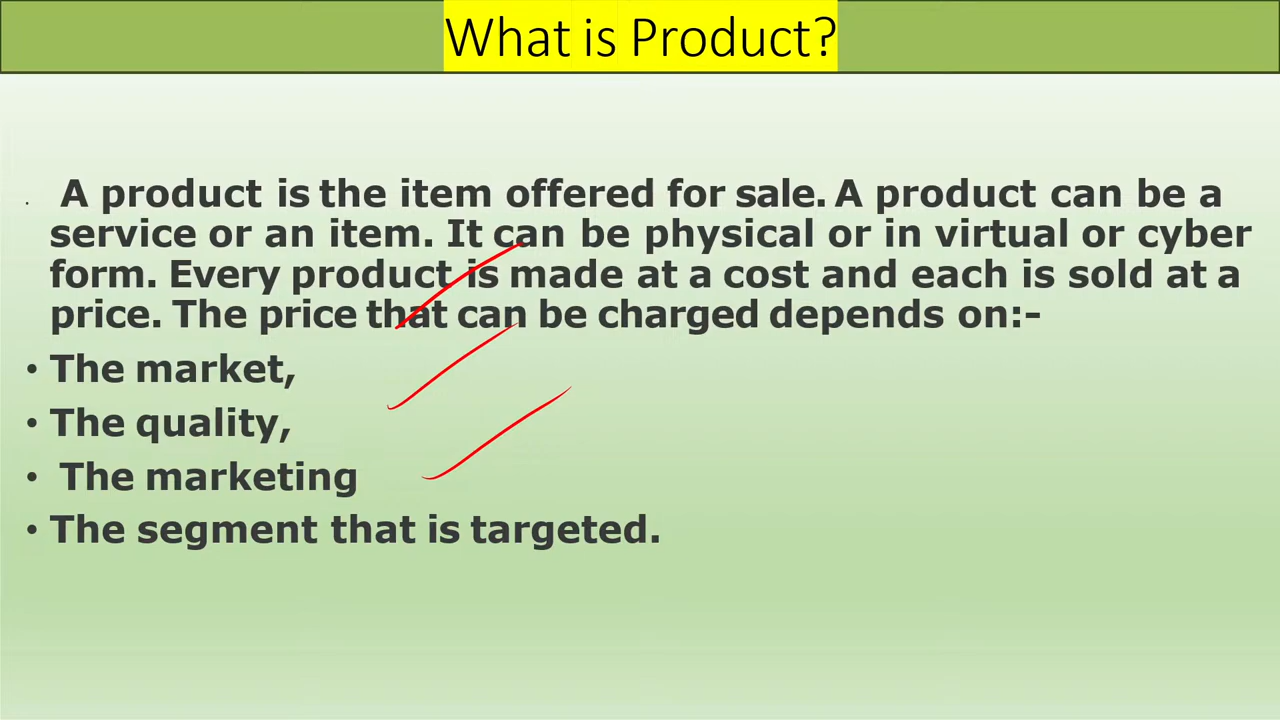 What is Product?
. A product is the item offered for sale. A product can be a
service or an item. It can be physical or in virtual or cyber
form. Every product is made at a cost and each is sold at a
price. The price that can be charged depends on:-
• The market,
• The quality,
• The marketing
• The segment that is targeted.